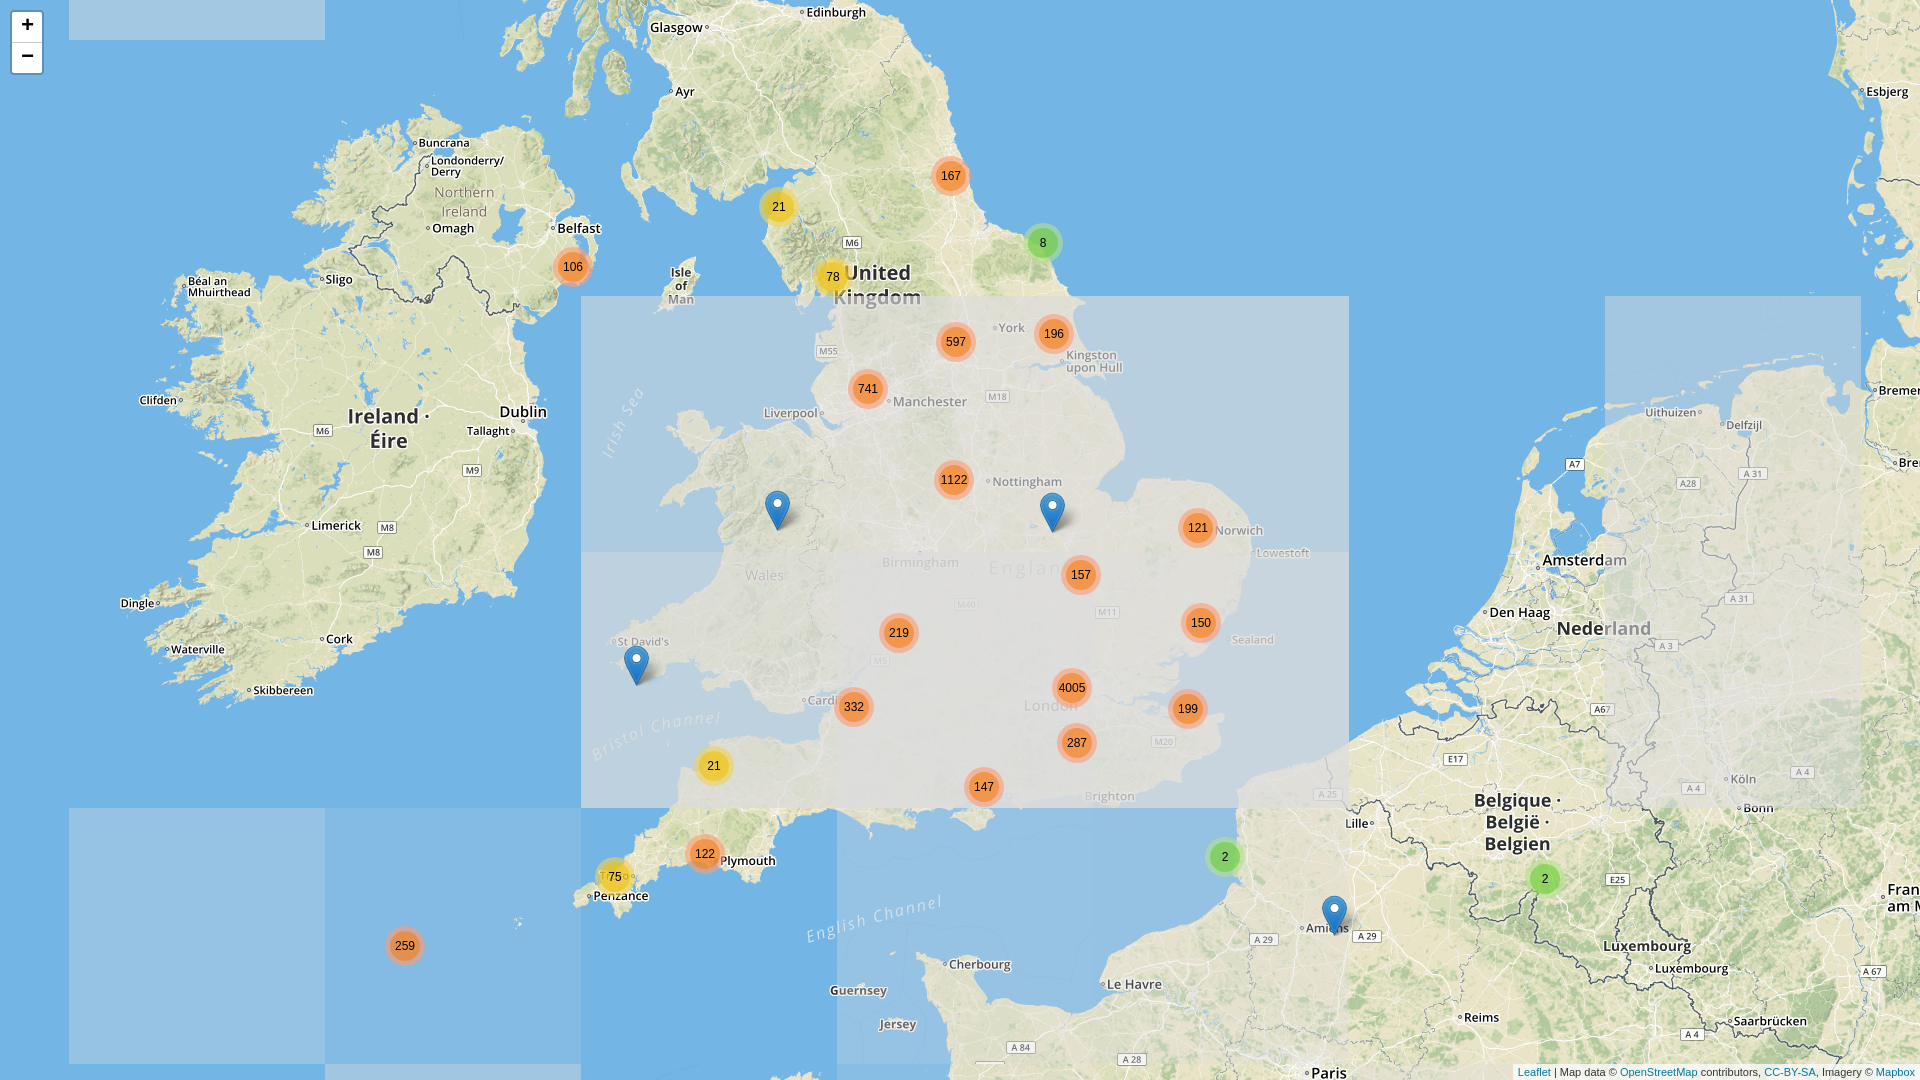 +
−
Edinburgh
Glasgow
Ayr
Esbjerg
Buncrana
Londonderry/
Derry
167
Northern
Ireland
21
Omagh
Belfast
M6
8
106
78
United
Kingdom
Isle
of
Man
Sligo
Béal an
Mhuirthead
York
196
597
M55
Kingston
upon Hull
741
Manchester
M18
Bremer
Clifden
Liverpool
Uithuizen
Dublin
Ireland ·
Éire
Tallaght
M6
Irish Sea
Delfzijl
A7
Bre
M9
A 31
A28
1122
Nottingham
Limerick
M8
121
Norwich
M8
Lowestoft
Birmingham
England
Amsterdam
Wales
157
Dingle
M40
A 31
M11
Den Haag
150
Nederland
219
Cork
St David's
Sealand
Waterville
M5
A 3
Skibbereen
4005
Cardi
332
London
199
A67
Bristol Channel
287
M20
E17
21
A 4
Köln
147
A 4
Brighton
A 25
Belgique ·
België ·
Belgien
Bonn
Lille
122
Plymouth
2
75
Penzance
2
E25
Fran
am M
English Channel
Amiens
A 29
A 29
259
Luxembourg
Cherbourg
Luxembourg
A 67
Le Havre
Guernsey
Reims
Jersey
Saarbrücken
A 4
A 84
A 28
Paris
Leaflet | Map data © OpenStreetMap contributors, CC-BY-SA, Imagery © Mapbox